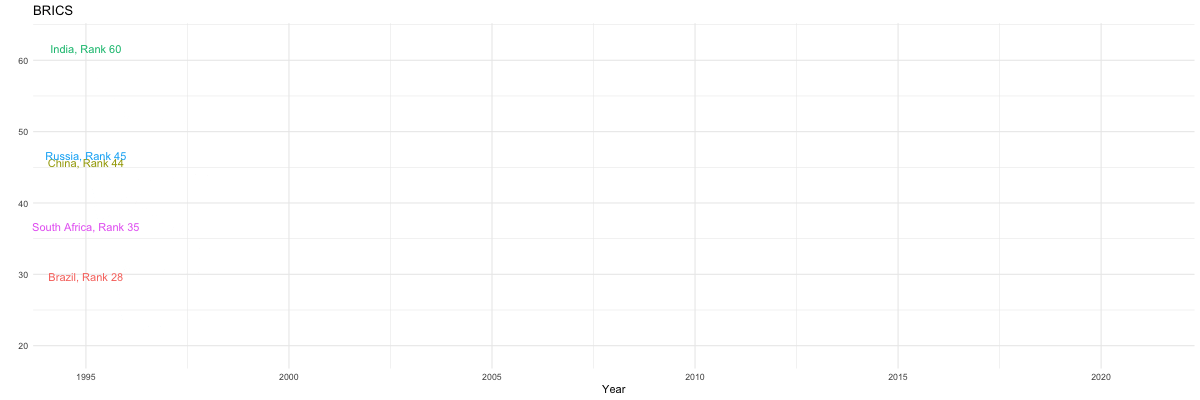 BRICS
India, Rank 60
60
50
Russia, Rank 45
China, Rank 44
40
South Africa, Rank 35
30
Brazil, Rank 28
20
1995 2000 2005 2010 2015 2020
Year